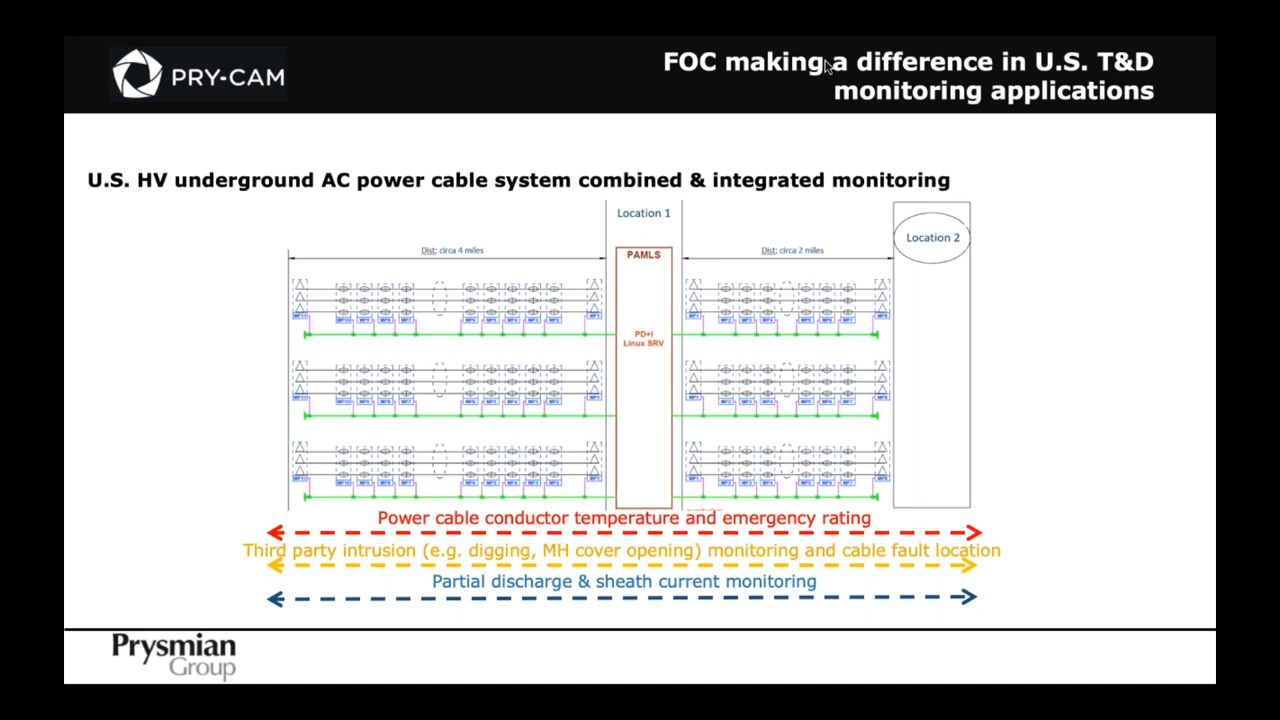 PRY-CAM
FOC making a difference in U.S. T&D
monitoring applications
U.S. HV underground AC power cable system combined & integrated monitoring
Location 1
Location 2
Dist; circa 4 miles
PAMLS
Dist; circa 2 miles
PD+I
Linux SRV
Power cable conductor temperature and emergency rating
Third party intrusion (e.g. digging, MH cover opening) monitoring and cable fault location
Partial discharge & sheath current monitoring
Prysmian
Group